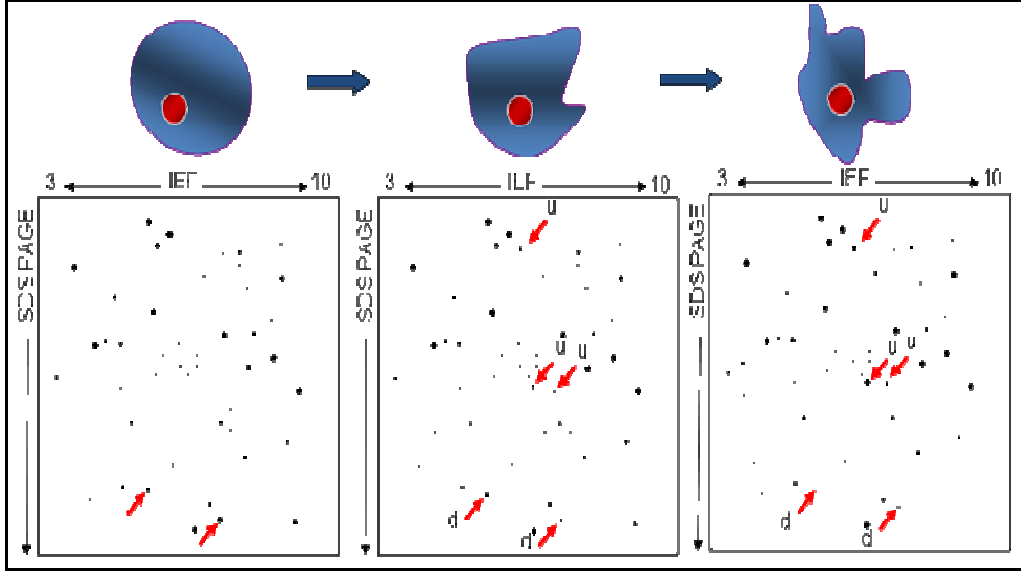 3 IEF 10
SDS PAGE
3 IEF 10
SDS PAGE
u
u u
d
d
3 IEF 10
SDS PAGE
u
u u
d
d